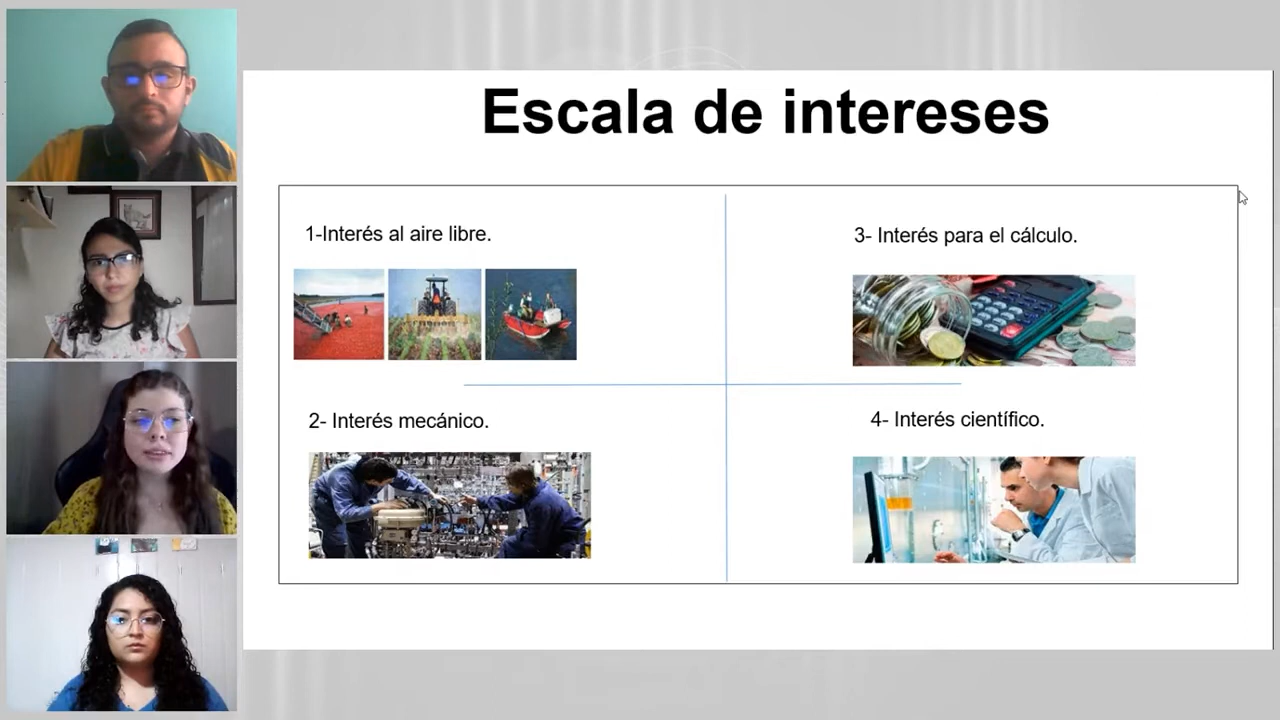 Escala de intereses
1-Interés al aire libre.
3- Interés para el cálculo.
2- Interés mecánico.
4- Interés científico.